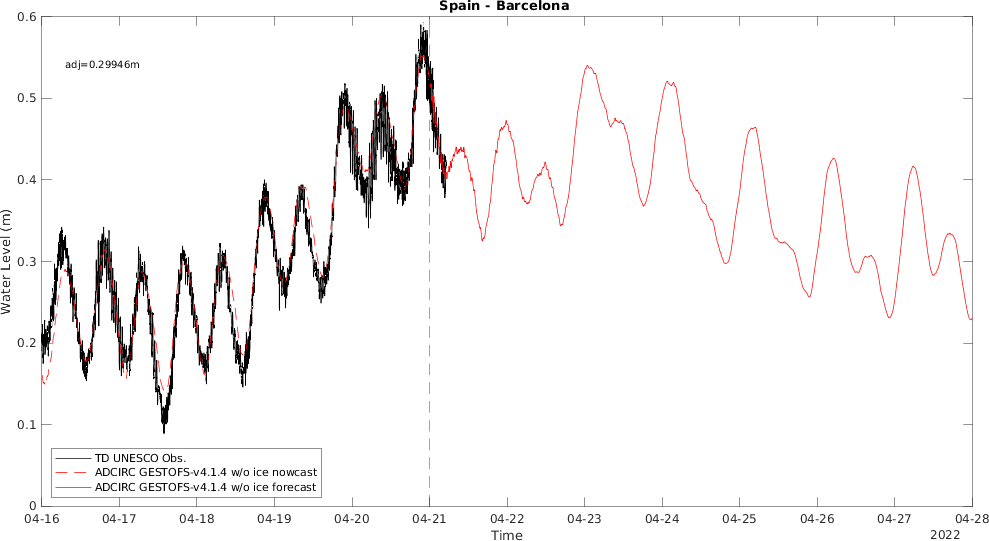 Spain - Barcelona
adj=0.29946m
Water Level (m)
0.6
0.5
0.4
0.3
0.2
0.1
0
TD UNESCO Obs.
ADCIRC GESTOFS-v4.1.4 w/o ice nowcast
ADCIRC GESTOFS-v4.1.4 w/o ice forecast
04-16 04-17 04-18 04-19 04-20 04-21 04-22 04-23 04-24 04-25 04-26 04-27 04-28
Time
2022